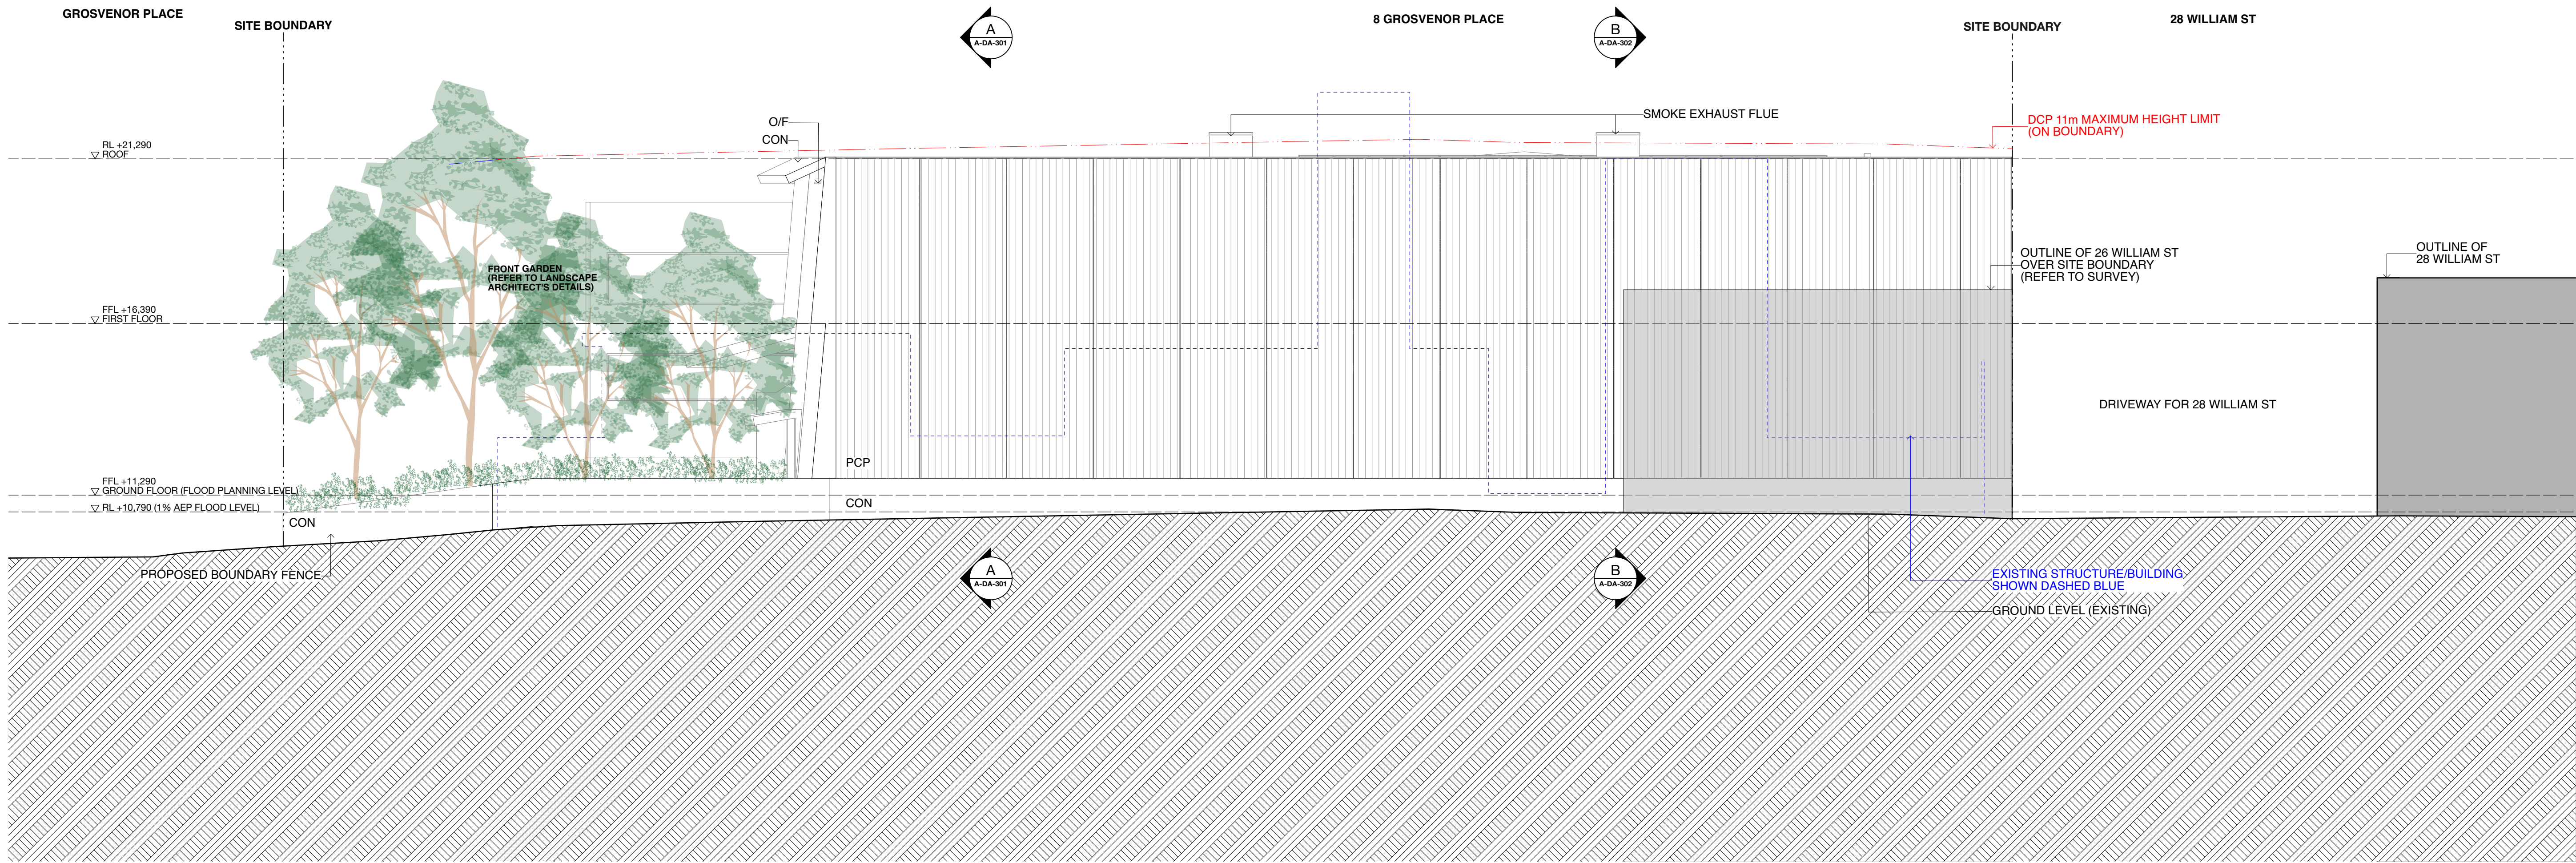 GROSVENOR PLACE
SITE BOUNDARY
A
A-DA-301
8 GROSVENOR PLACE
B
A-DA-302
SITE BOUNDARY
28 WILLIAM ST
O/F
CON
SMOKE EXHAUST FLUE
DCP 11m MAXIMUM HEIGHT LIMIT
(ON BOUNDARY)
RL +21,290
ROOF
OUTLINE OF 26 WILLIAM ST
OVER SITE BOUNDARY
(REFER TO SURVEY)
OUTLINE OF
28 WILLIAM ST
FRONT GARDEN
(REFER TO LANDSCAPE
ARCHITECT'S DETAILS)
FFL +16,390
FIRST FLOOR
DRIVEWAY FOR 28 WILLIAM ST
PCP
FFL +11,290
GROUND FLOOR (FLOOD PLANNING LEVEL)
RL +10,790 (1% AEP FLOOD LEVEL)
CON
CON
PROPOSED BOUNDARY FENCE
A
A-DA-301
B
A-DA-302
EXISTING STRUCTURE/BUILDING
SHOWN DASHED BLUE
GROUND LEVEL (EXISTING)